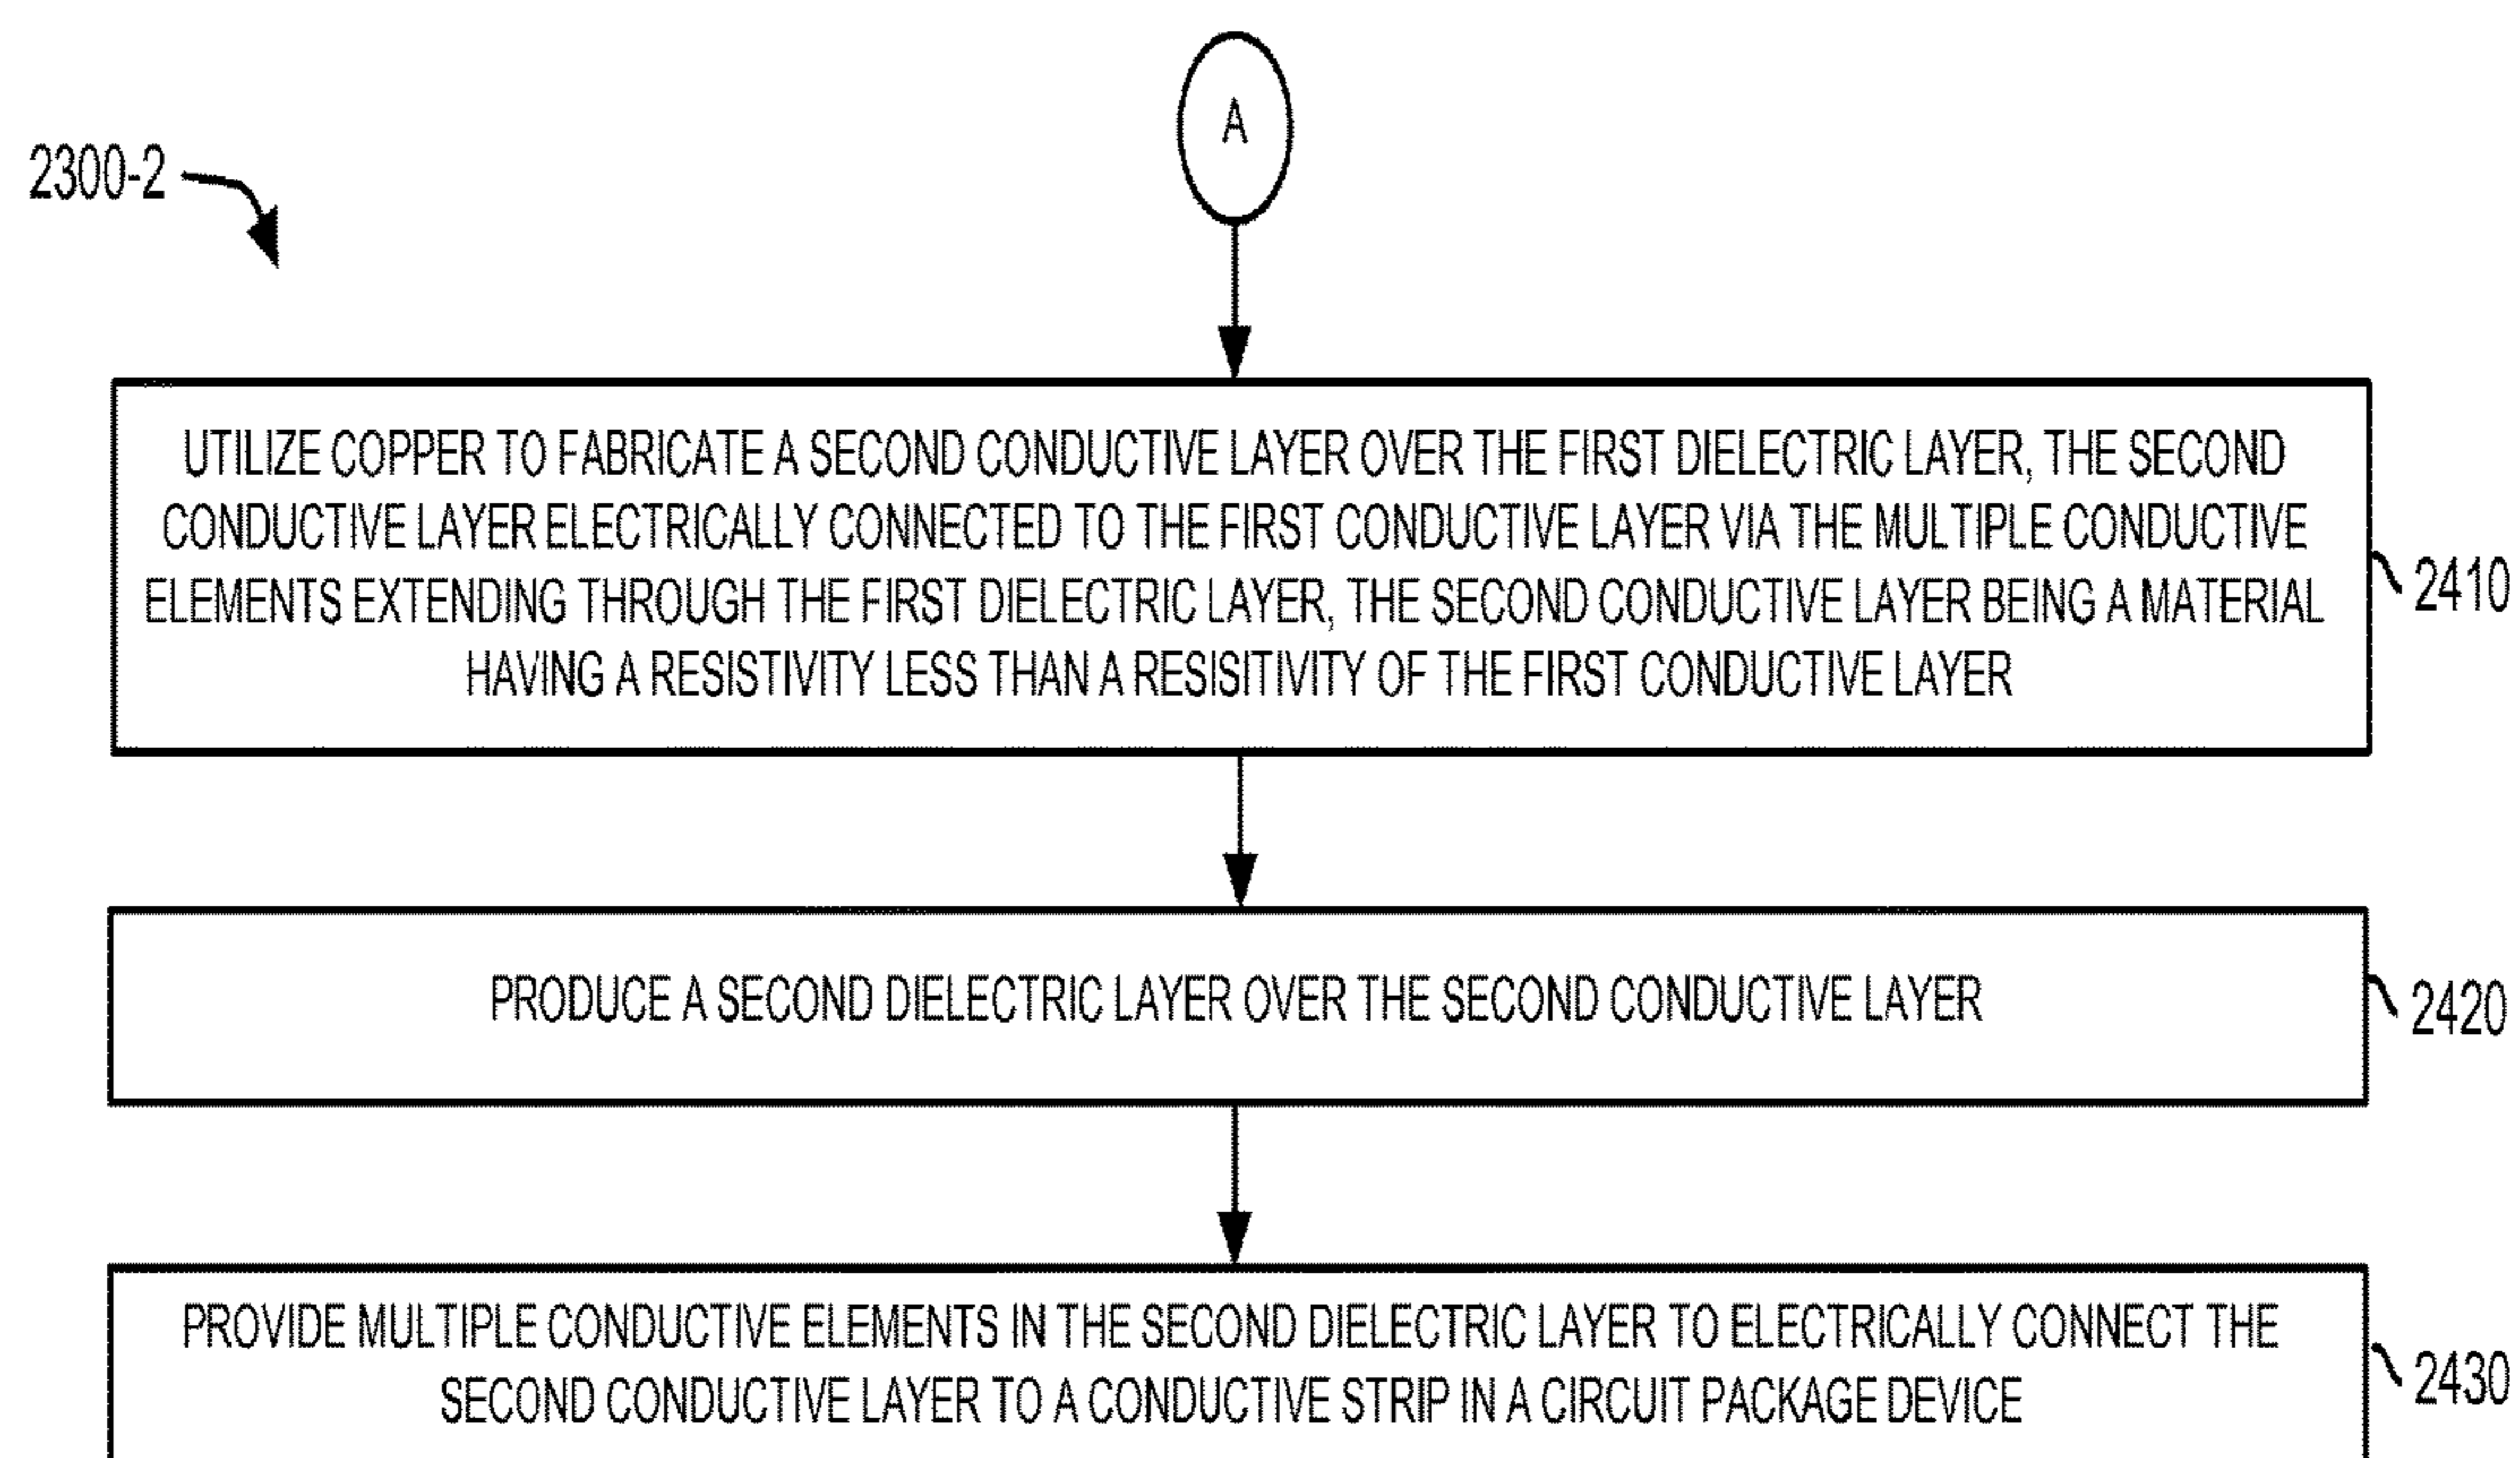 A
2300-2
UTILIZE COPPER TO FABRICATE A SECOND CONDUCTIVE LAYER OVER THE FIRST DIELECTRIC LAYER, THE SECOND
CONDUCTIVE LAYER ELECTRICALLY CONNECTED TO THE FIRST CONDUCTIVE LAYER VIA THE MULTIPLE CONDUCTIVE
ELEMENTS EXTENDING THROUGH THE FIRST DIELECTRIC LAYER, THE SECOND CONDUCTIVE LAYER BEING A MATERIAL
HAVING A RESISTIVITY LESS THAN A RESISITIVITY OF THE FIRST CONDUCTIVE LAYER
2410
PRODUCE A SECOND DIELECTRIC LAYER OVER THE SECOND CONDUCTIVE LAYER
2420
PROVIDE MULTIPLE CONDUCTIVE ELEMENTS IN THE SECOND DIELECTRIC LAYER TO ELECTRICALLY CONNECT THE
SECOND CONDUCTIVE LAYER TO A CONDUCTIVE STRIP IN A CIRCUIT PACKAGE DEVICE
2430